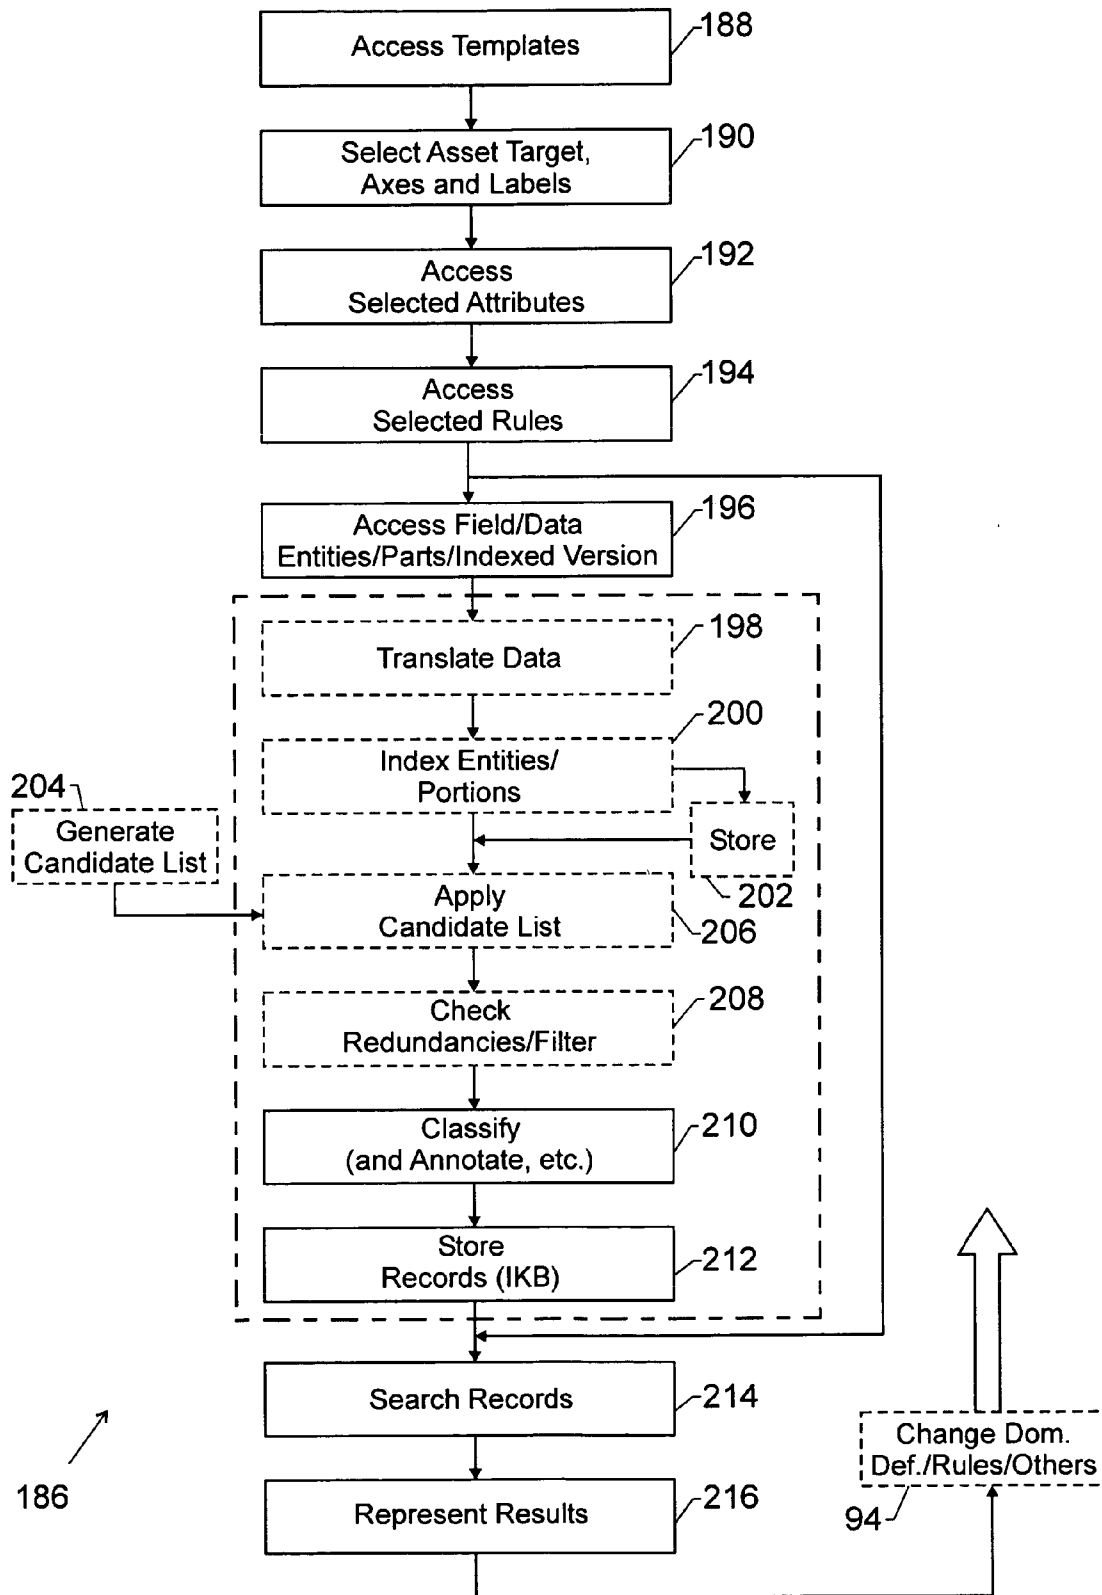 Access Templates
188
Select Asset Target,
Axes and Labels
190
Access
Selected Attributes
192
Access
Selected Rules
194
Access Field/Data
Entities/Parts/Indexed Version
196
Translate Data
198
Index Entities/
Portions
200
Store
202
204
Generate
Candidate List
Apply
Candidate List
206
Check
Redundancies/Filter
208
Classify
(and Annotate, etc.)
210
Store
Records (IKB)
212
Search Records
214
Represent Results
216
Change Dom.
Def./Rules/Others
94
186